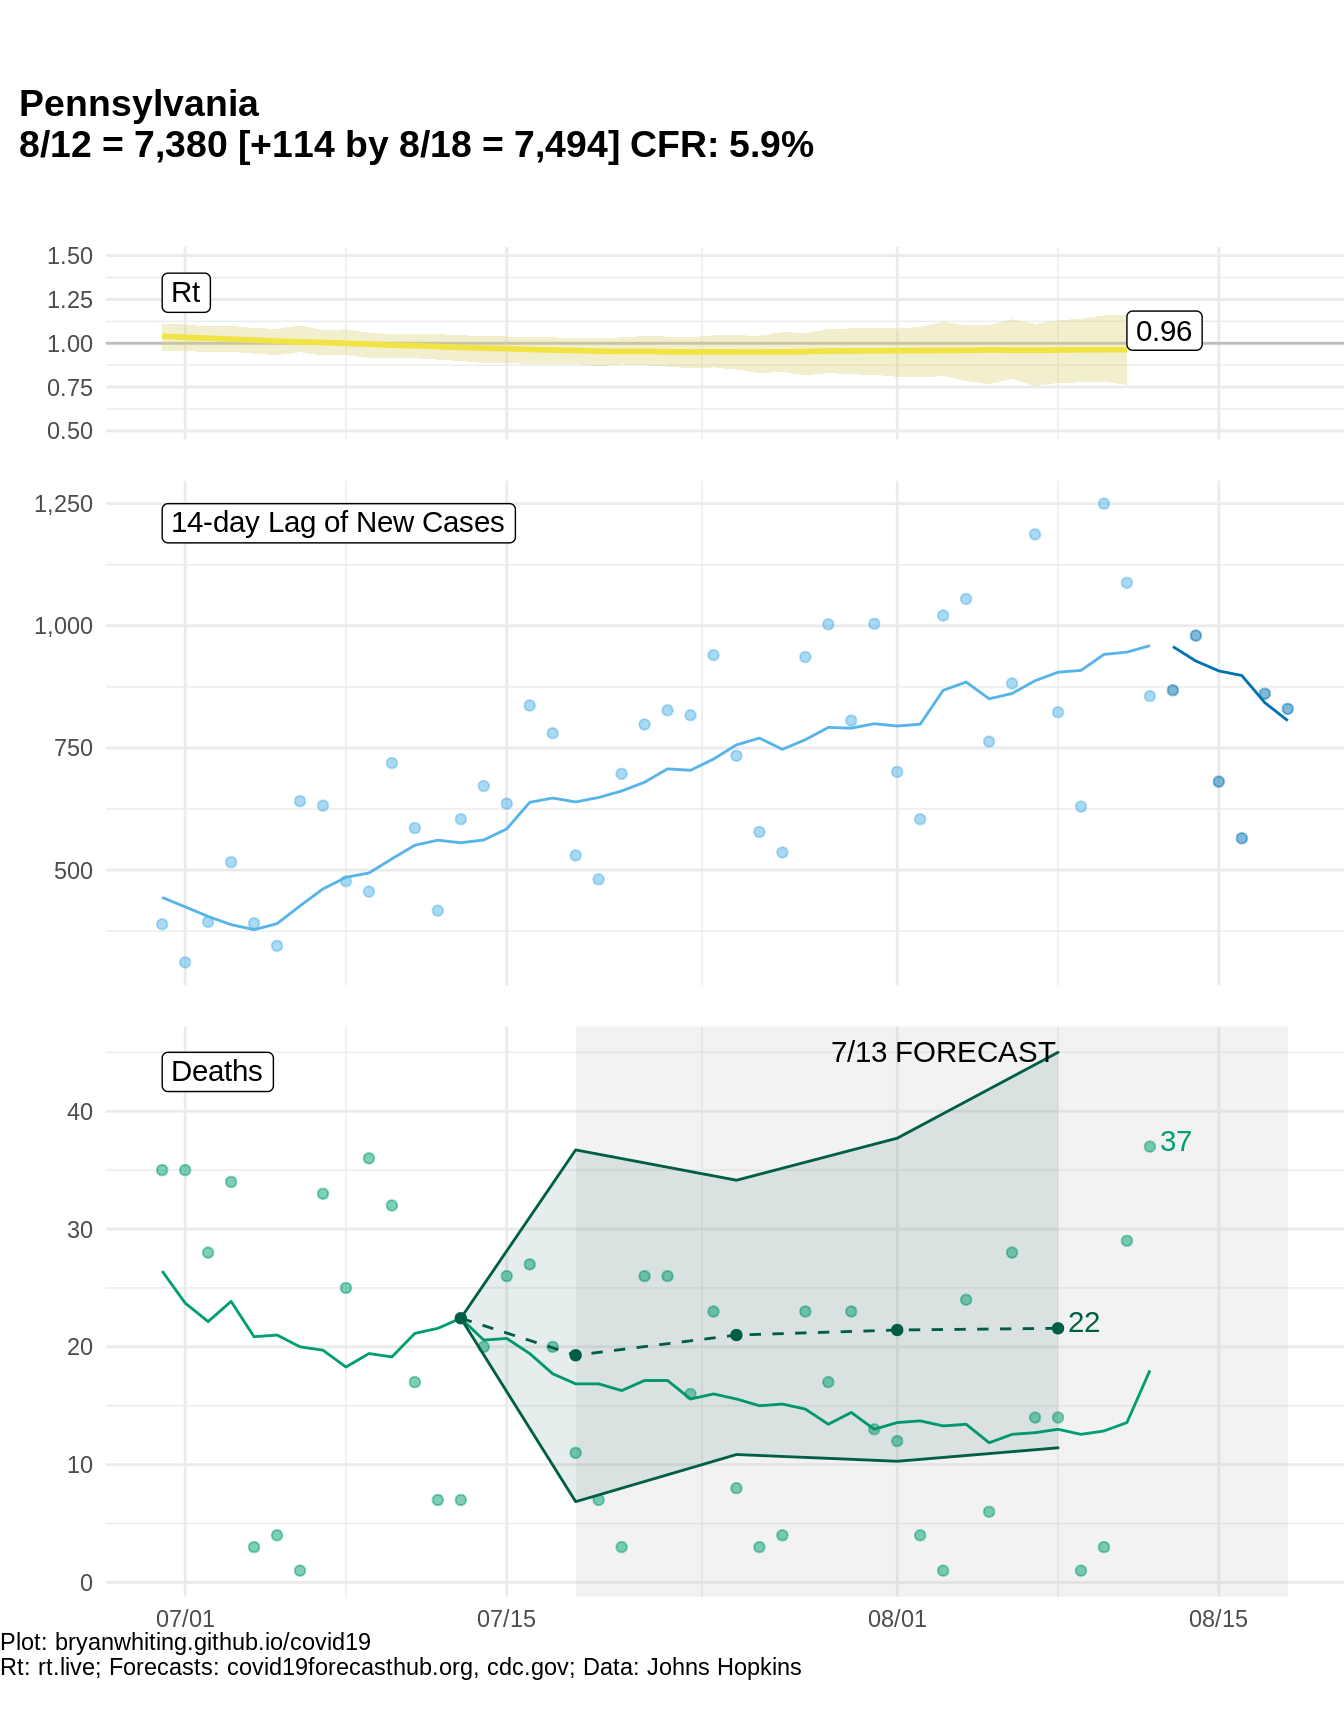 Pennsylvania
8/12 = 7,380 [+114 by 8/18 = 7,494] CFR: 5.9%
1.50
Rt
1.25
0.96
1.00
0.75
0.50
1,250
14-day Lag of New Cases
1,000
750
500
7/13 FORECAST
Deaths
40
37
30
22
20
10
0
07/01 07/15 08/01 08/15
Plot: bryanwhiting.github.io/covid19
Rt: rt.live; Forecasts: covid19forecasthub.org, cdc.gov; Data: Johns Hopkins